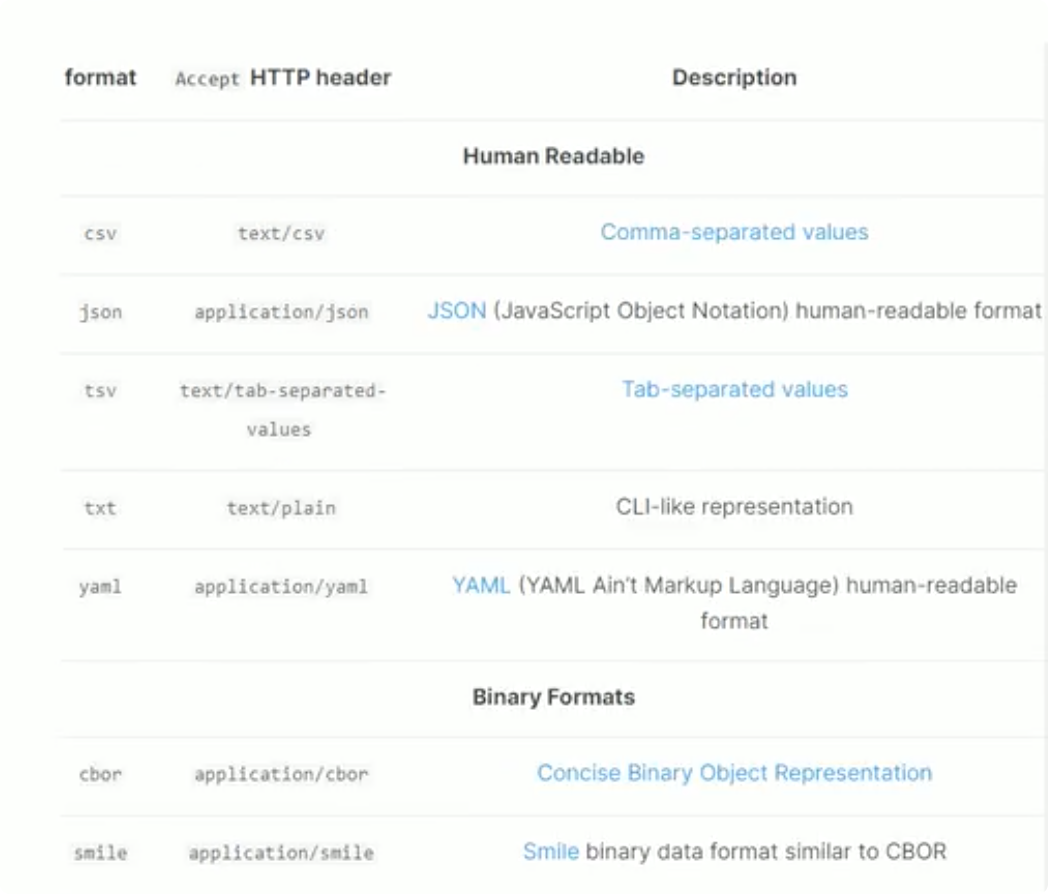 format Accept HTTP header Description
Human Readable
csv text/csv Comma-separated values
json application/json JSON (JavaScript Object Notation) human-readable format
tsv text/tab-separated- Tab-separated values
values
txt text/plain CLI-like representation
yaml application/yaml YAML (YAML Ain't Markup Language) human-readable
format
Binary Formats
cbor application/cbor Concise Binary Object Representation
smile application/smile Smile binary data format similar to CBOR